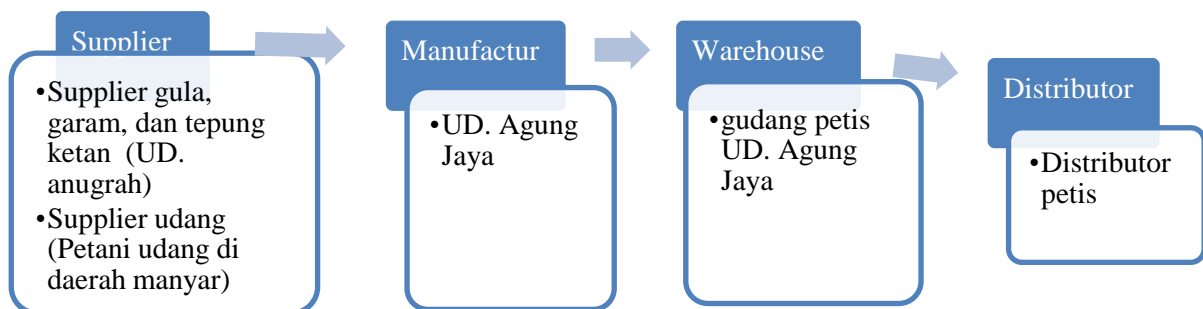 Supplier
•Supplier gula,
garam, dan tepung
ketan (UD.
anugrah)
•Supplier udang
(Petani udang di
daerah manyar)
Manufactur
•UD. Agung
Jaya
Warehouse
•gudang petis
UD. Agung
Jaya
Distributor
•Distributor
petis